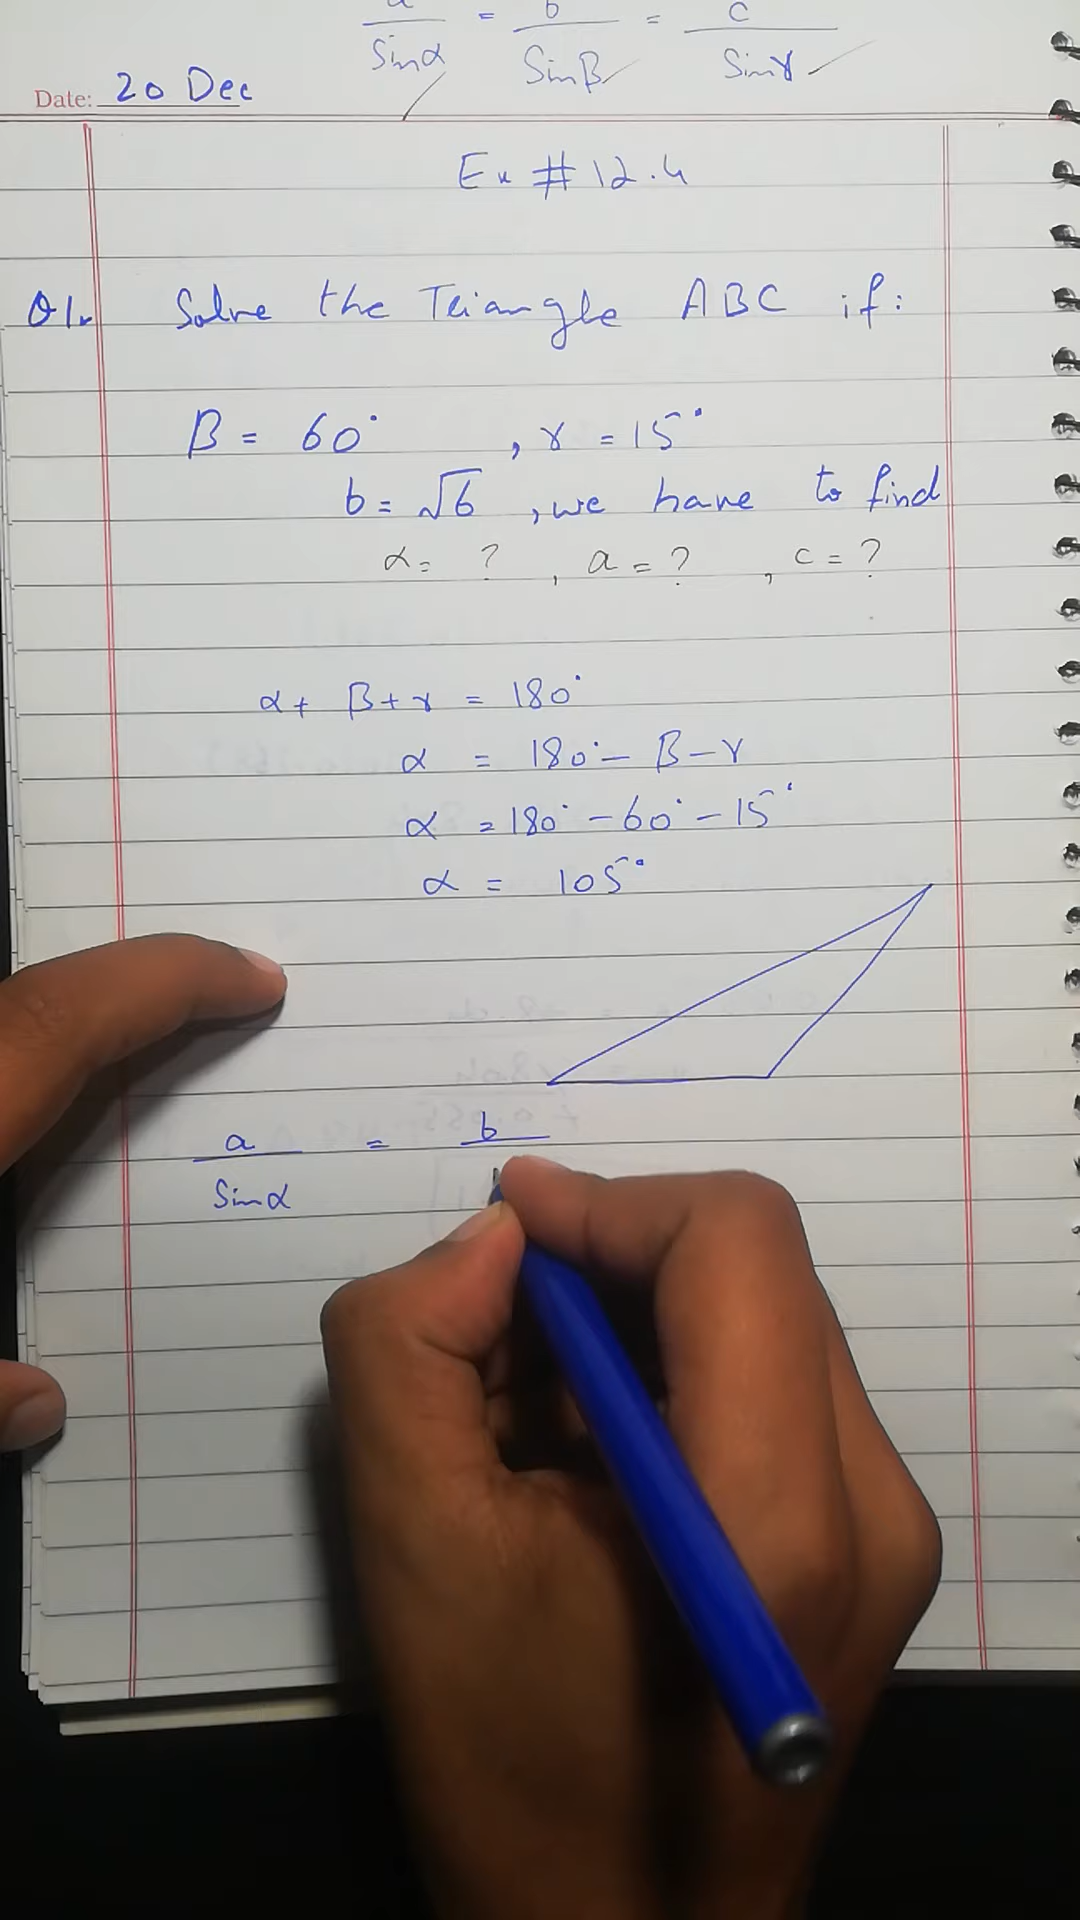 a/Sinα = b/Sinβ = c/Sinγ
Date: 20 Dec
Ex # 12.4
Q1. Solve the Triangle ABC if:
β = 60° , γ = 15°
b = √6 , we have to find
α = ? , a = ? , c = ?
α + β + γ = 180°
α = 180° - β - γ
α = 180° - 60° - 15°
α = 105°
a/Sinα = b/